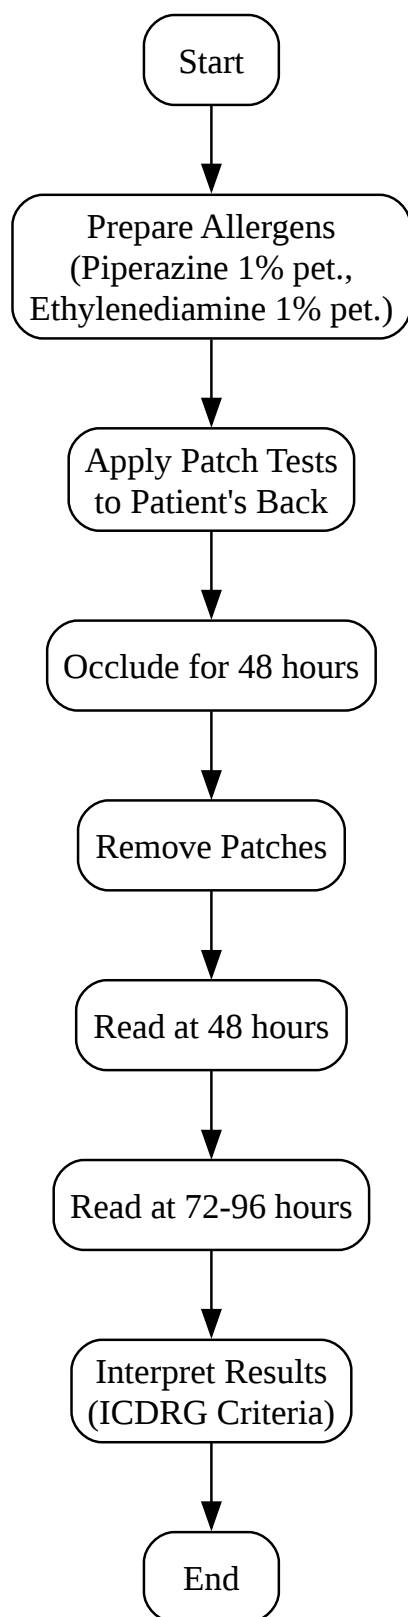 Start
Prepare Allergens
(Piperazine 1% pet.,
Ethylenediamine 1% pet.)
Apply Patch Tests
to Patient's Back
Occlude for 48 hours
Remove Patches
Read at 48 hours
Read at 72-96 hours
Interpret Results
(ICDRG Criteria)
End